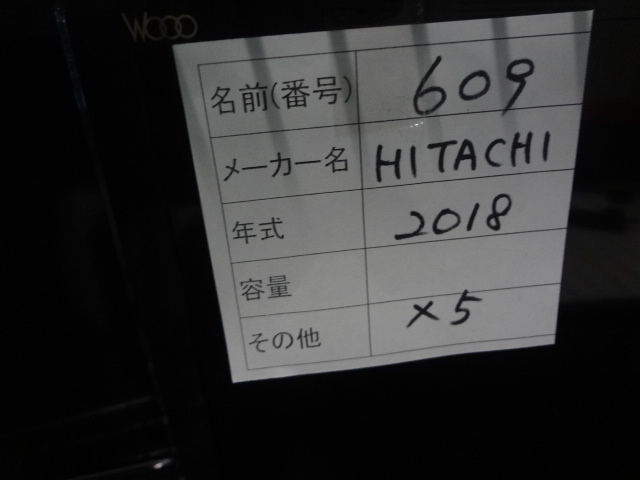 Wooo
名前(番号) 609
メーカー名 HITACHI
年式 2018
容量
その他 ×5